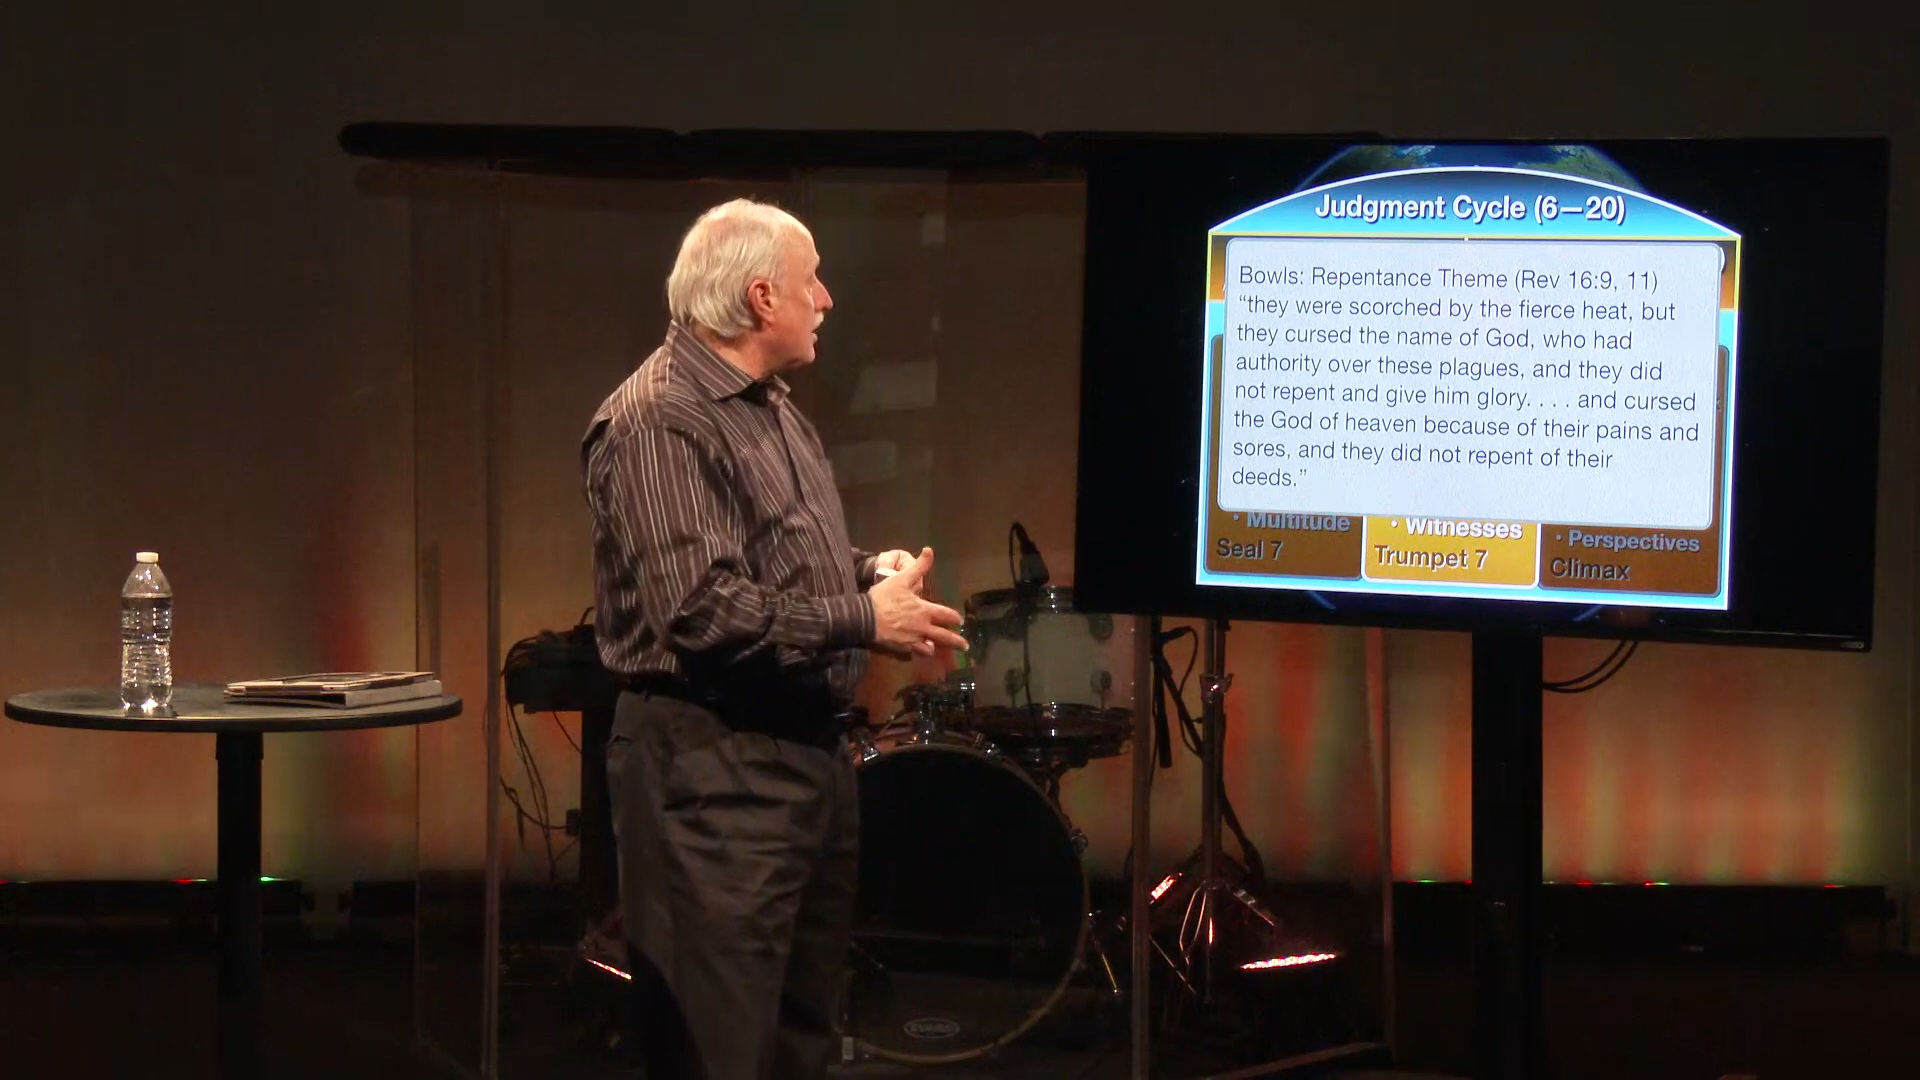 Judgment Cycle (6—20)
Bowls: Repentance Theme (Rev 16:9, 11)
“they were scorched by the fierce heat, but
they cursed the name of God, who had
authority over these plagues, and they did
not repent and give him glory. . . . and cursed
the God of heaven because of their pains and
sores, and they did not repent of their
deeds.”
• Multitude
Seal 7
• Witnesses
Trumpet 7
• Perspectives
Climax
EVANS